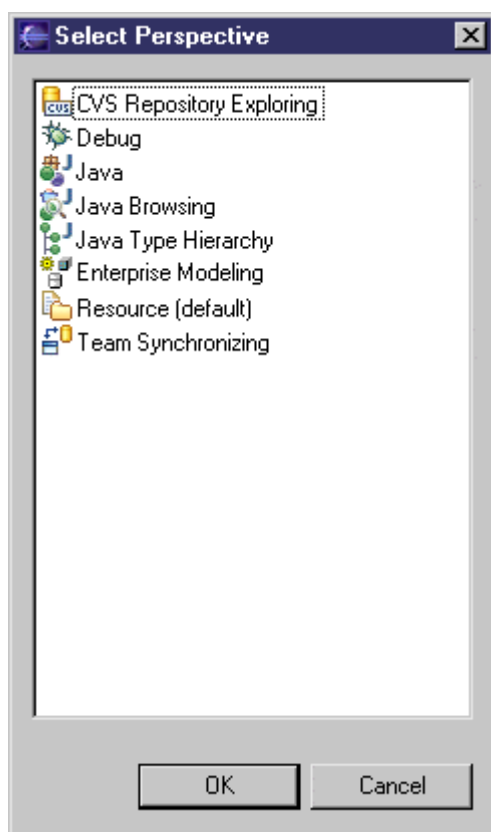 Select Perspective
CVS Repository Exploring
Debug
Java
Java Browsing
Java Type Hierarchy
Enterprise Modeling
Resource (default)
Team Synchronizing
OK
Cancel